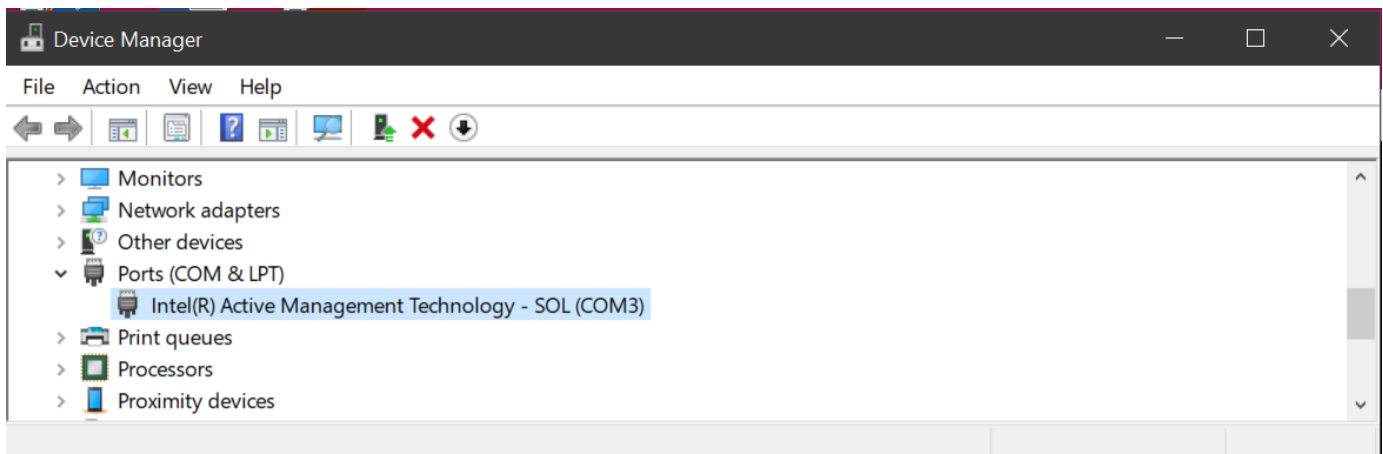 Device Manager
File Action View Help
Monitors
Network adapters
Other devices
Ports (COM & LPT)
Intel(R) Active Management Technology - SOL (COM3)
Print queues
Processors
Proximity devices